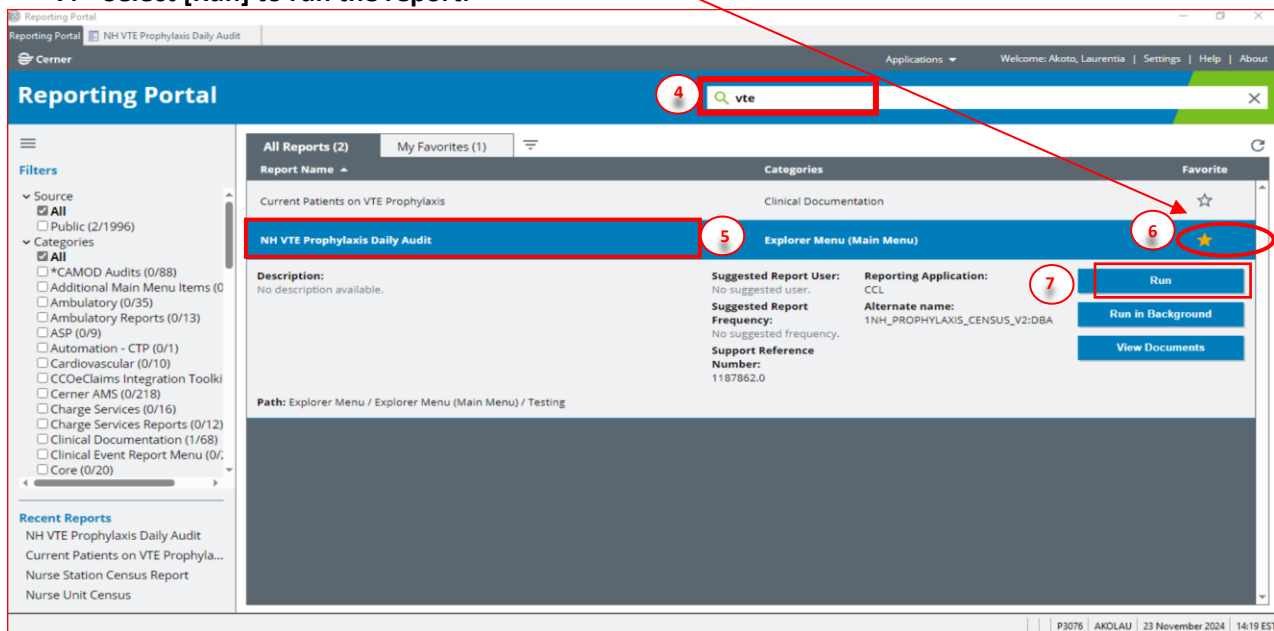 7. Select [Run] to run the report.
Reporting Portal
Reporting Portal NH VTE Prophylaxis Daily Audit
Cerner Applications Welcome: Akoto, Laurentia | Settings | Help | About
Reporting Portal 4 vte
All Reports (2) My Favorites (1)
Filters Report Name Categories Favorite
Source
All
Public (2/1996)
Categories
All
*CAMOD Audits (0/88)
Additional Main Menu Items (0
Ambulatory (0/35)
Ambulatory Reports (0/13)
ASP (0/9)
Automation - CTP (0/1)
Cardiovascular (0/10)
CCOeClaims Integration Toolki
Cerner AMS (0/218)
Charge Services (0/16)
Charge Services Reports (0/12)
Clinical Documentation (1/68)
Clinical Event Report Menu (0/
Core (0/20)
Current Patients on VTE Prophylaxis Clinical Documentation
NH VTE Prophylaxis Daily Audit 5 Explorer Menu (Main Menu) 6
Description:
No description available.
Suggested Report User:
No suggested user.
Suggested Report
Frequency:
No suggested frequency.
Support Reference
Number:
1187862.0
Reporting Application:
CCL
Alternate name:
1NH_PROPHYLAXIS_CENSUS_V2:DBA
7 Run
Run in Background
View Documents
Path: Explorer Menu / Explorer Menu (Main Menu) / Testing
Recent Reports
NH VTE Prophylaxis Daily Audit
Current Patients on VTE Prophyla...
Nurse Station Census Report
Nurse Unit Census
P3076 AKOLAU 23 November 2024 14:19 EST